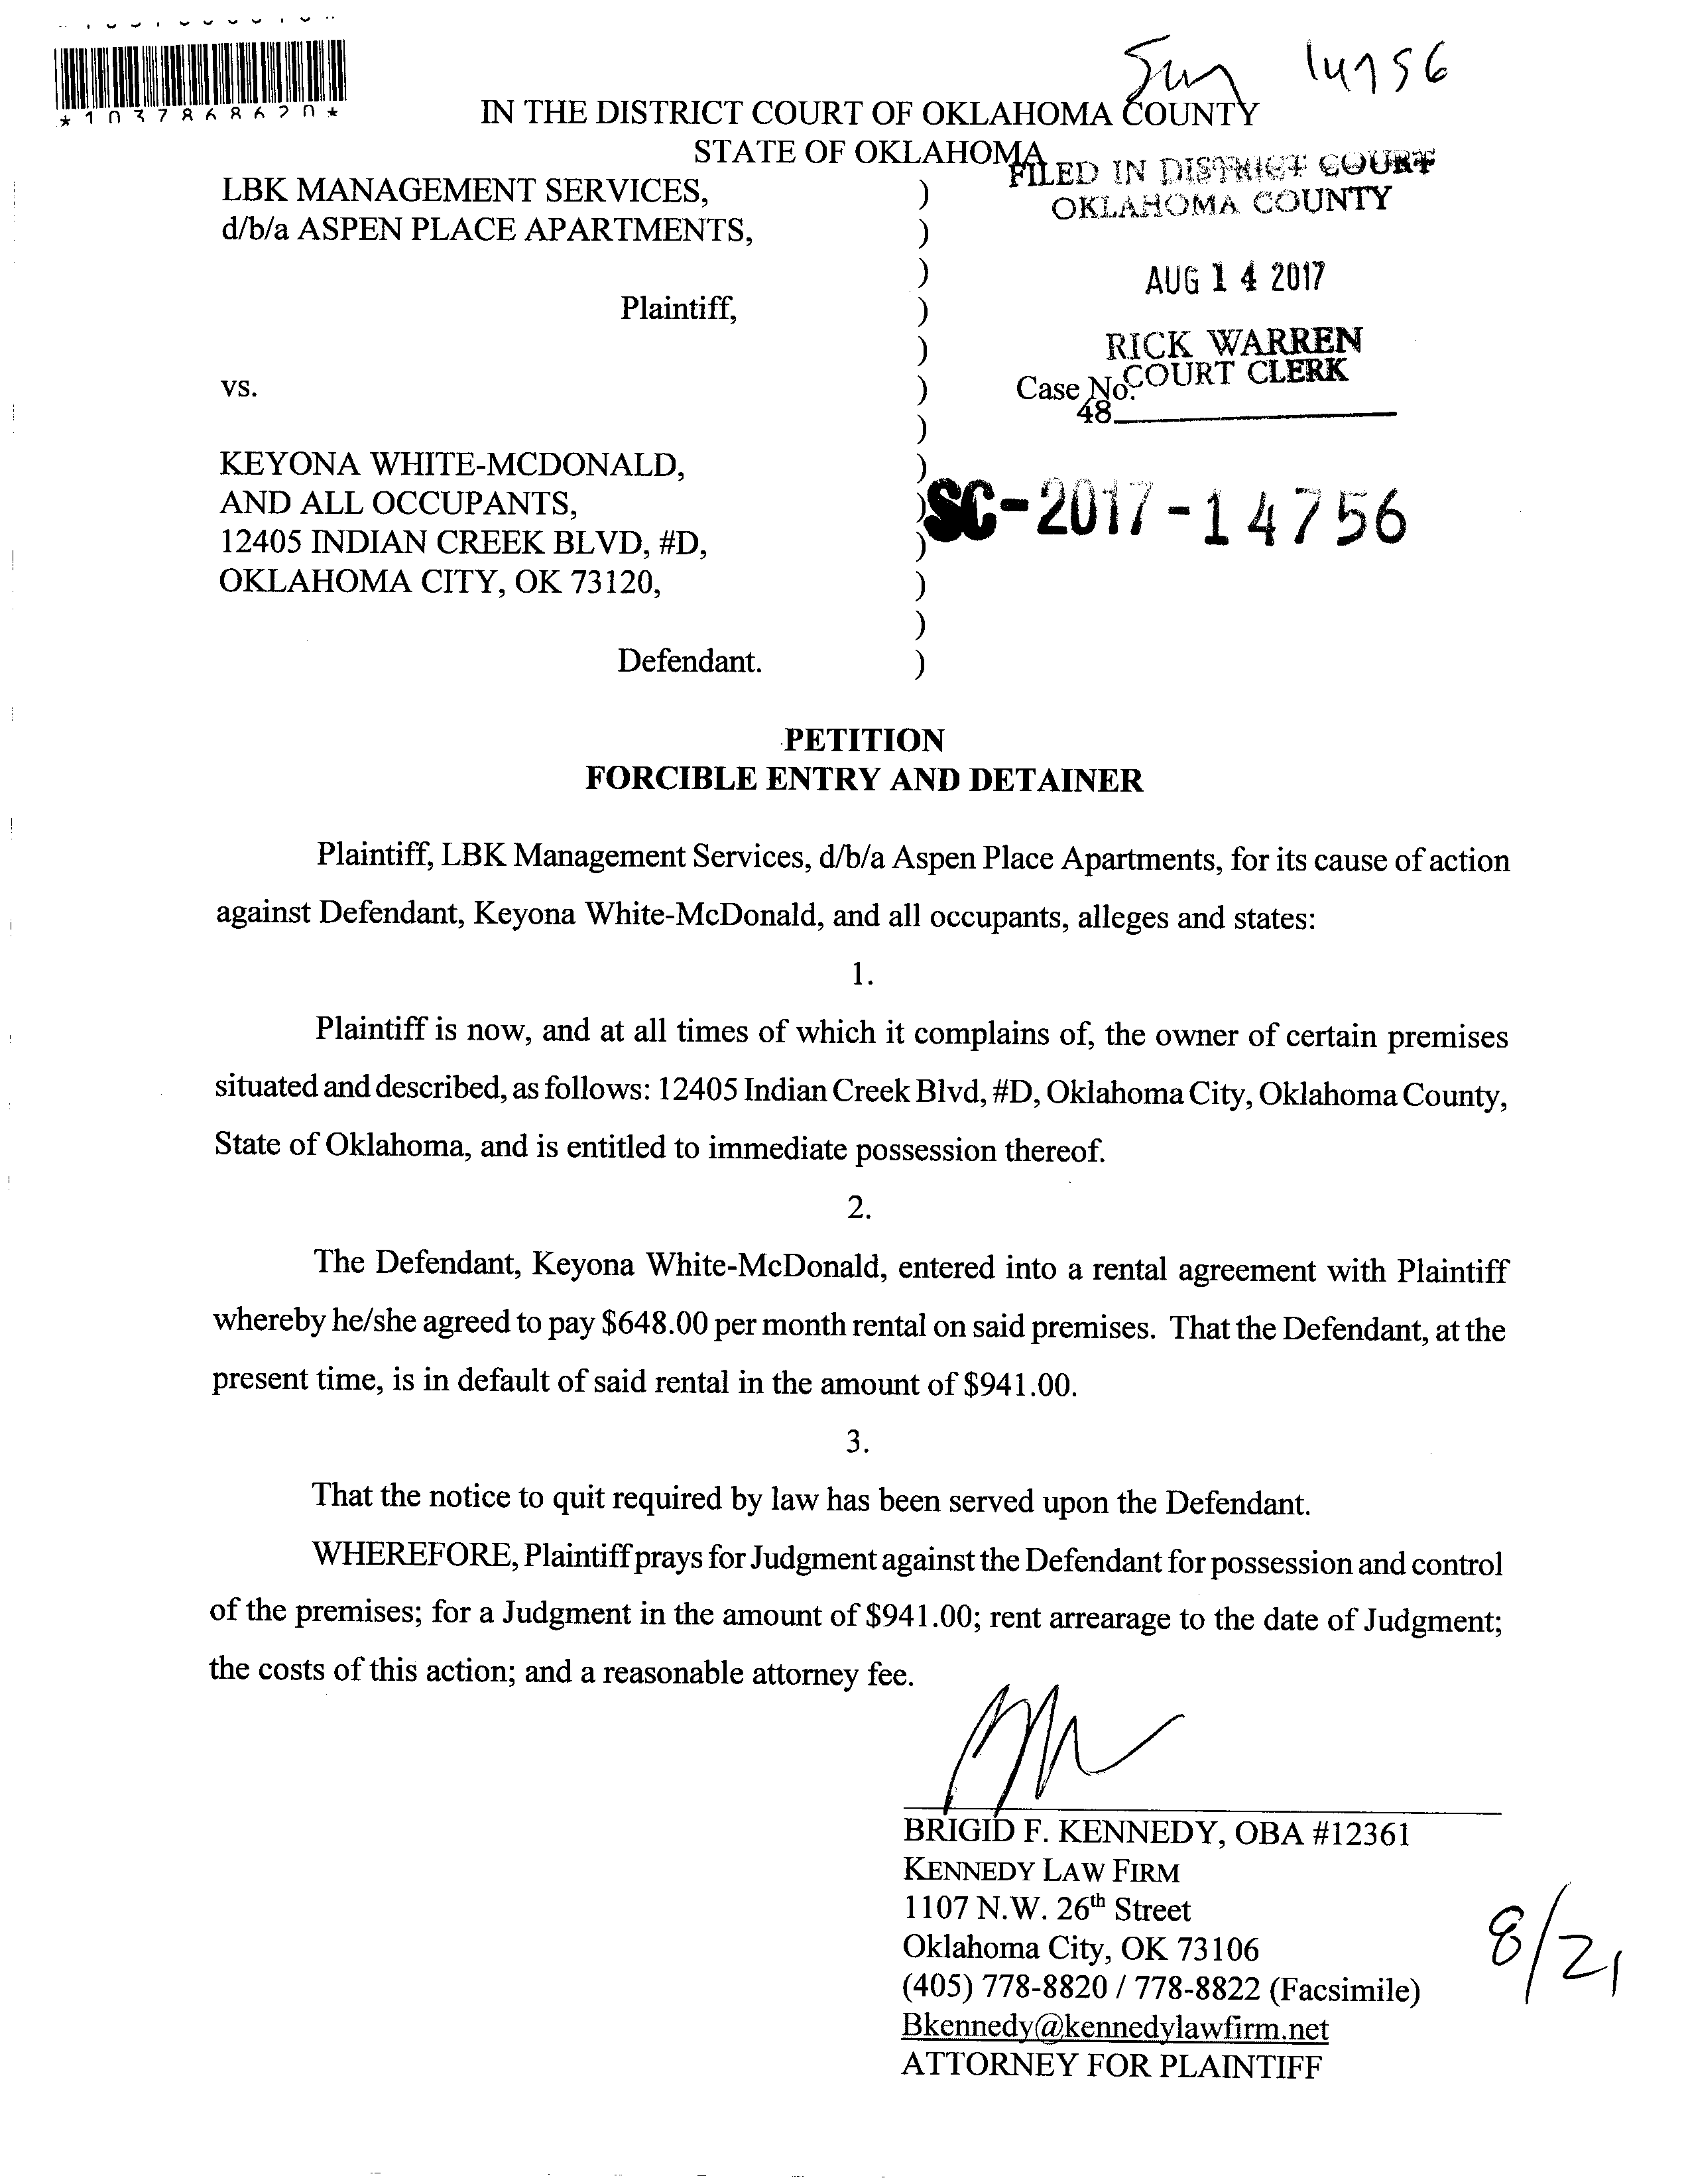 14756
*1037868620*
IN THE DISTRICT COURT OF OKLAHOMA COUNTY
STATE OF OKLAHOMA
FILED IN DISTRICT COURT
OKLAHOMA COUNTY
AUG 14 2017
RICK WARREN
COURT CLERK
48
LBK MANAGEMENT SERVICES, )
d/b/a ASPEN PLACE APARTMENTS, )
)
Plaintiff, )
)
vs. ) Case No.
)
KEYONA WHITE-MCDONALD, )
AND ALL OCCUPANTS, ) SC-2017-14756
12405 INDIAN CREEK BLVD, #D, )
OKLAHOMA CITY, OK 73120, )
)
Defendant. )
PETITION
FORCIBLE ENTRY AND DETAINER
Plaintiff, LBK Management Services, d/b/a Aspen Place Apartments, for its cause of action
against Defendant, Keyona White-McDonald, and all occupants, alleges and states:
1.
Plaintiff is now, and at all times of which it complains of, the owner of certain premises
situated and described, as follows: 12405 Indian Creek Blvd, #D, Oklahoma City, Oklahoma County,
State of Oklahoma, and is entitled to immediate possession thereof.
2.
The Defendant, Keyona White-McDonald, entered into a rental agreement with Plaintiff
whereby he/she agreed to pay $648.00 per month rental on said premises. That the Defendant, at the
present time, is in default of said rental in the amount of $941.00.
3.
That the notice to quit required by law has been served upon the Defendant.
WHEREFORE, Plaintiff prays for Judgment against the Defendant for possession and control
of the premises; for a Judgment in the amount of $941.00; rent arrearage to the date of Judgment;
the costs of this action; and a reasonable attorney fee.
BRIGID F. KENNEDY, OBA #12361
KENNEDY LAW FIRM
1107 N.W. 26th Street
Oklahoma City, OK 73106
(405) 778-8820 / 778-8822 (Facsimile)
Bkennedy@kennedylawfirm.net
ATTORNEY FOR PLAINTIFF
8/21